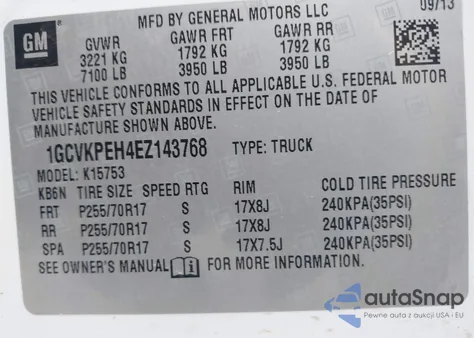 MFD BY GENERAL MOTORS LLC 09/13
GM
GVWR GAWR FRT GAWR RR
3221 KG 1792 KG 1792 KG
7100 LB 3950 LB 3950 LB
THIS VEHICLE CONFORMS TO ALL APPLICABLE U.S. FEDERAL MOTOR
VEHICLE SAFETY STANDARDS IN EFFECT ON THE DATE OF
MANUFACTURE SHOWN ABOVE.
1GCVKPEH4EZ143768 TYPE: TRUCK
MODEL: K15753
KB6N TIRE SIZE SPEED RTG RIM COLD TIRE PRESSURE
FRT P255/70R17 S 17X8J 240KPA(35PSI)
RR P255/70R17 S 17X8J 240KPA(35PSI)
SPA P255/70R17 S 17X7.5J 240KPA(35PSI)
SEE OWNER'S MANUAL FOR MORE INFORMATION.
autoSnap
Pewne auta z aukcji USA i EU